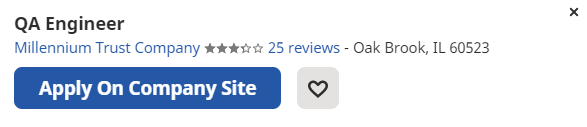 QA Engineer
Millennium Trust Company ★★★☆☆ 25 reviews - Oak Brook, IL 60523
Apply On Company Site